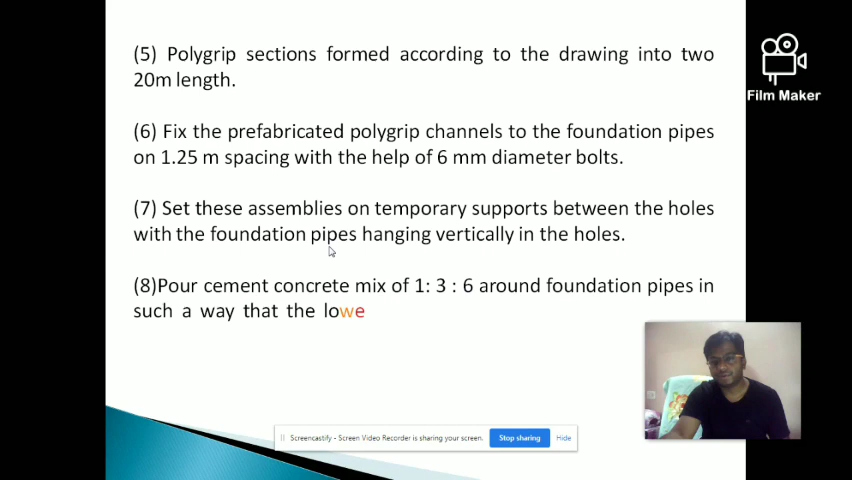 (5) Polygrip sections formed according to the drawing into two
20m length.
(6) Fix the prefabricated polygrip channels to the foundation pipes
on 1.25 m spacing with the help of 6 mm diameter bolts.
(7) Set these assemblies on temporary supports between the holes
with the foundation pipes hanging vertically in the holes.
(8)Pour cement concrete mix of 1: 3 : 6 around foundation pipes in
such a way that the lowe
Film Maker
Screencastify - Screen Video Recorder is sharing your screen.
Stop sharing
Hide